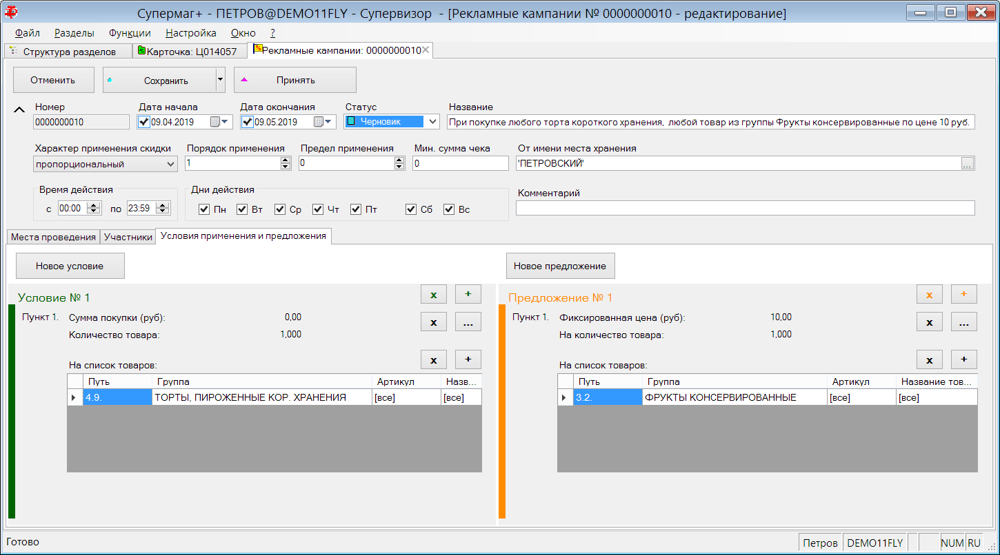 Супермаг+ - ПЕТРОВ@DEMO11FLY - Супервизор - [Рекламные кампании № 0000000010 - редактирование]
Файл Разделы Функции Настройка Окно ?
Структура разделов Карточка: Ц014057 Рекламные кампании: 0000000010
Отменить Сохранить Принять
Номер Дата начала Дата окончания Статус Название
0000000010 09.04.2019 09.05.2019 Черновик При покупке любого торта короткого хранения, любой товар из группы Фрукты консервированные по цене 10 руб.
Характер применения скидки Порядок применения Предел применения Мин. сумма чека От имени места хранения
пропорциональный 1 0 0 'ПЕТРОВСКИЙ' ...
Время действия Дни действия Комментарий
с 00:00 по 23:59 Пн Вт Ср Чт Пт Сб Вс
Места проведения Участники Условия применения и предложения
Новое условие Новое предложение
Условие № 1 x + Предложение № 1 x +
Пункт 1. Сумма покупки (руб): 0,00 x ... Пункт 1. Фиксированная цена (руб): 10,00 x ...
Количество товара: 1,000 На количество товара: 1,000
На список товаров: x + На список товаров: x +
Путь Группа Артикул Назв... Путь Группа Артикул Название тов...
4.9. ТОРТЫ, ПИРОЖЕННЫЕ КОР. ХРАНЕНИЯ [все] [все] 3.2. ФРУКТЫ КОНСЕРВИРОВАННЫЕ [все] [все]
Готово Петров DEMO11FLY NUM RU